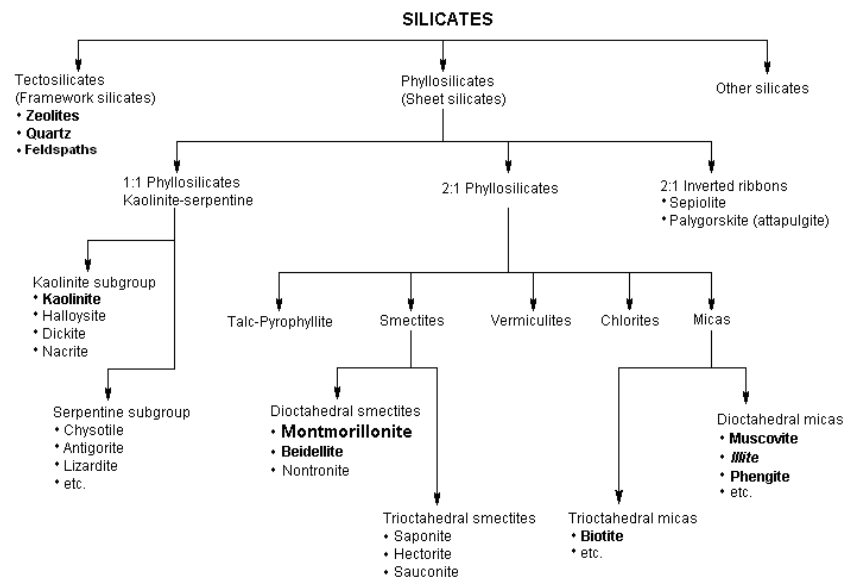 SILICATES
Tectosilicates
(Framework silicates)
• Zeolites
• Quartz
• Feldspaths
Phyllosilicates
(Sheet silicates)
Other silicates
1:1 Phyllosilicates
Kaolinite-serpentine
2:1 Phyllosilicates
2:1 Inverted ribbons
• Sepiolite
• Palygorskite (attapulgite)
Kaolinite subgroup
• Kaolinite
• Halloysite
• Dickite
• Nacrite
Talc-Pyrophyllite
Smectites
Vermiculites
Chlorites
Micas
Serpentine subgroup
• Chysotile
• Antigorite
• Lizardite
• etc.
Dioctahedral smectites
• Montmorillonite
• Beidellite
• Nontronite
Dioctahedral micas
• Muscovite
• Illite
• Phengite
• etc.
Trioctahedral smectites
• Saponite
• Hectorite
• Sauconite
Trioctahedral micas
• Biotite
• etc.